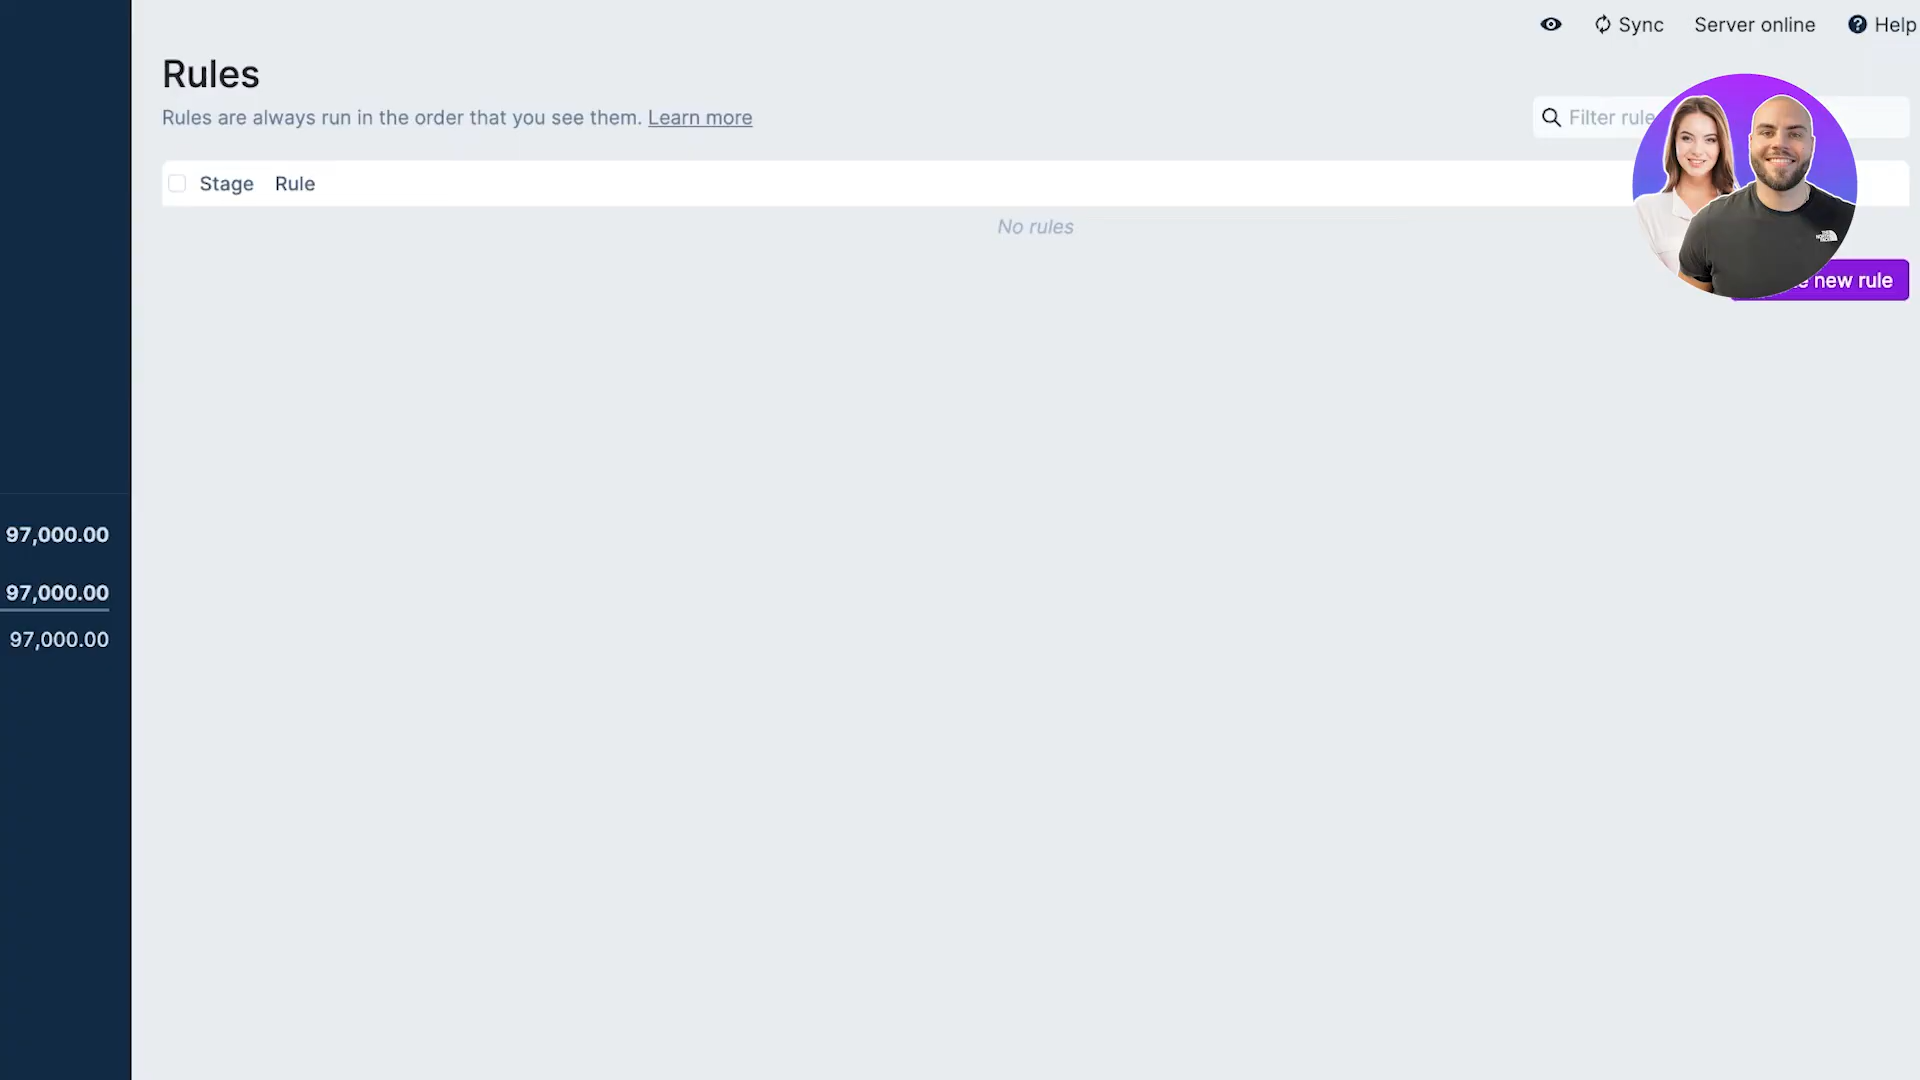 Sync Server online Help
Rules
Rules are always run in the order that you see them. Learn more
Filter rule
Stage Rule
No rules
new rule
97,000.00
97,000.00
97,000.00